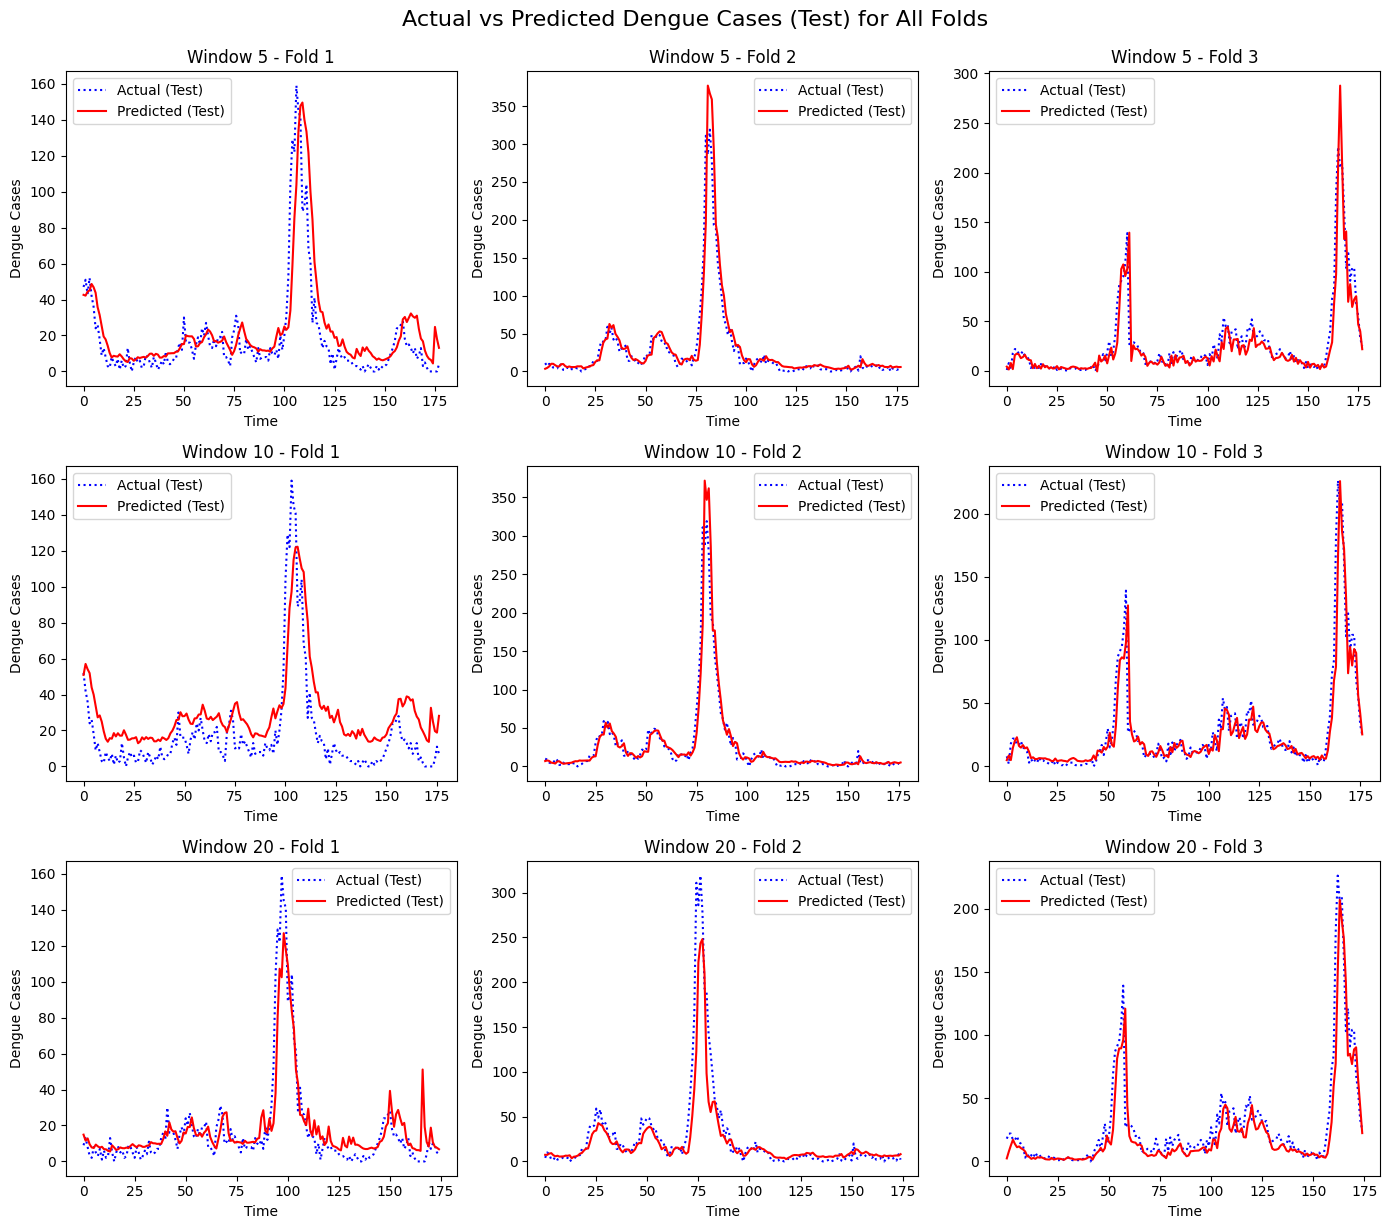 Actual vs Predicted Dengue Cases (Test) for All Folds
Window 5 - Fold 1
Dengue Cases
160
140
120
100
80
60
40
20
0
Actual (Test)
Predicted (Test)
0 25 50 75 100 125 150 175
Time
Window 5 - Fold 2
Dengue Cases
350
300
250
200
150
100
50
0
Actual (Test)
Predicted (Test)
0 25 50 75 100 125 150 175
Time
Window 5 - Fold 3
Dengue Cases
300
250
200
150
100
50
0
Actual (Test)
Predicted (Test)
0 25 50 75 100 125 150 175
Time
Window 10 - Fold 1
Dengue Cases
160
140
120
100
80
60
40
20
0
Actual (Test)
Predicted (Test)
0 25 50 75 100 125 150 175
Time
Window 10 - Fold 2
Dengue Cases
350
300
250
200
150
100
50
0
Actual (Test)
Predicted (Test)
0 25 50 75 100 125 150 175
Time
Window 10 - Fold 3
Dengue Cases
200
150
100
50
0
Actual (Test)
Predicted (Test)
0 25 50 75 100 125 150 175
Time
Window 20 - Fold 1
Dengue Cases
160
140
120
100
80
60
40
20
0
Actual (Test)
Predicted (Test)
0 25 50 75 100 125 150 175
Time
Window 20 - Fold 2
Dengue Cases
300
250
200
150
100
50
0
Actual (Test)
Predicted (Test)
0 25 50 75 100 125 150 175
Time
Window 20 - Fold 3
Dengue Cases
200
150
100
50
0
Actual (Test)
Predicted (Test)
0 25 50 75 100 125 150 175
Time